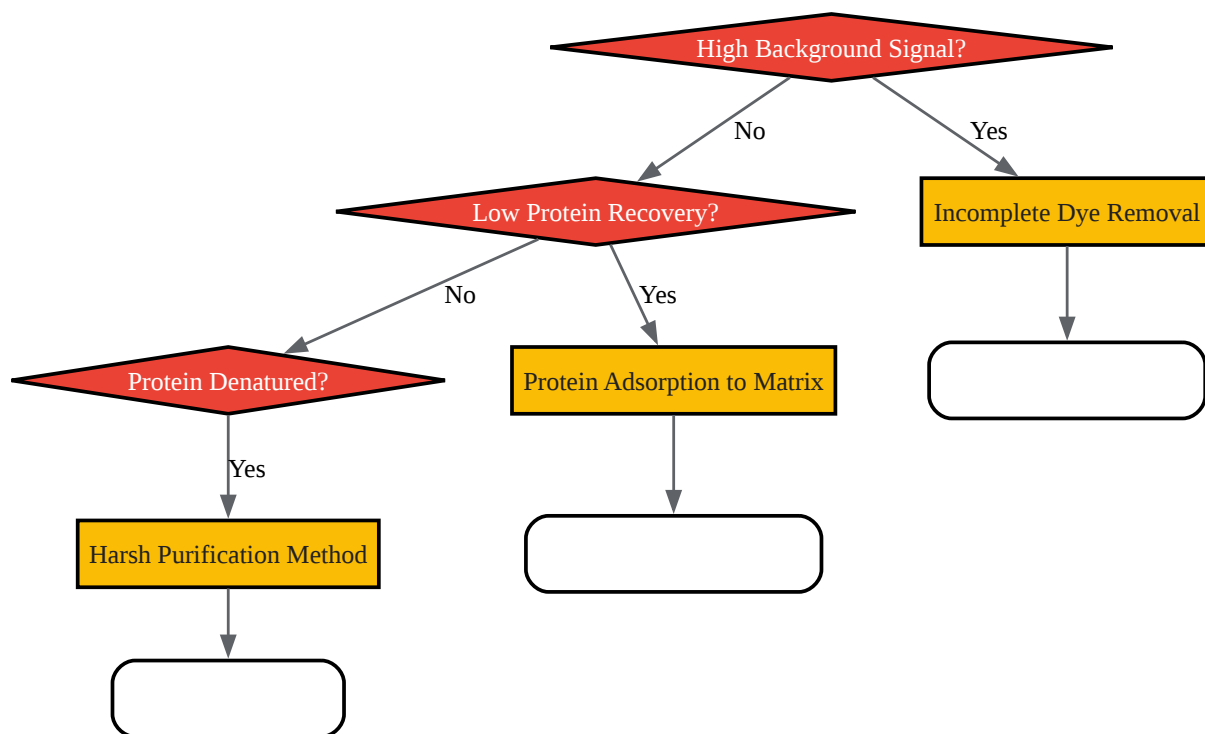 High Background Signal?
No
Yes
Low Protein Recovery?
Incomplete Dye Removal
No
Yes
Protein Denatured?
Protein Adsorption to Matrix
Yes
Harsh Purification Method